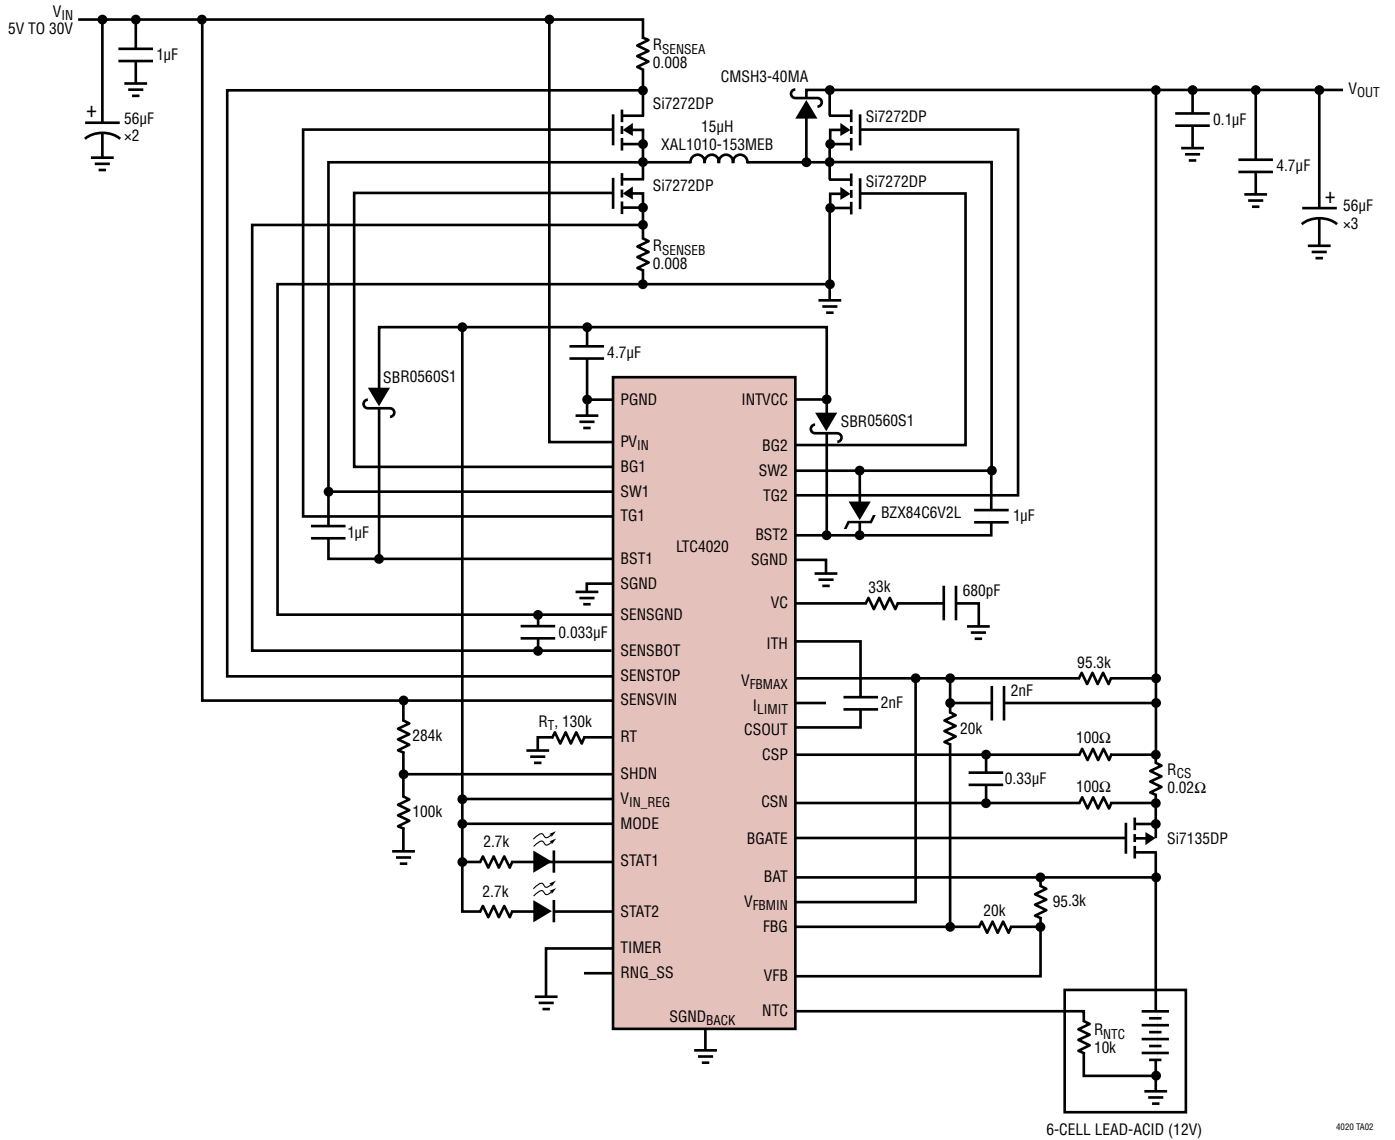 VIN
5V TO 30V
1µF
56µF
×2
RSENSEA
0.008
Si7272DP
15µH
XAL1010-153MEB
Si7272DP
RSENSEB
0.008
CMSH3-40MA
Si7272DP
Si7272DP
VOUT
0.1µF
4.7µF
56µF
×3
4.7µF
SBR0560S1
SBR0560S1
BZX84C6V2L
1µF
1µF
LTC4020
PGND
PVIN
BG1
SW1
TG1
BST1
SGND
SENSGND
SENSBOT
SENSTOP
SENSVIN
RT
SHDN
VIN_REG
MODE
STAT1
STAT2
TIMER
RNG_SS
SGNDBACK
INTVCC
BG2
SW2
TG2
BST2
SGND
VC
ITH
VFBMAX
ILIMIT
CSOUT
CSP
CSN
BGATE
BAT
VFBMIN
FBG
VFB
NTC
0.033µF
284k
100k
RT, 130k
2.7k
2.7k
33k
680pF
2nF
95.3k
2nF
20k
100Ω
0.33µF
100Ω
RCS
0.02Ω
Si7135DP
95.3k
20k
RNTC
10k
6-CELL LEAD-ACID (12V)
4020 TA02